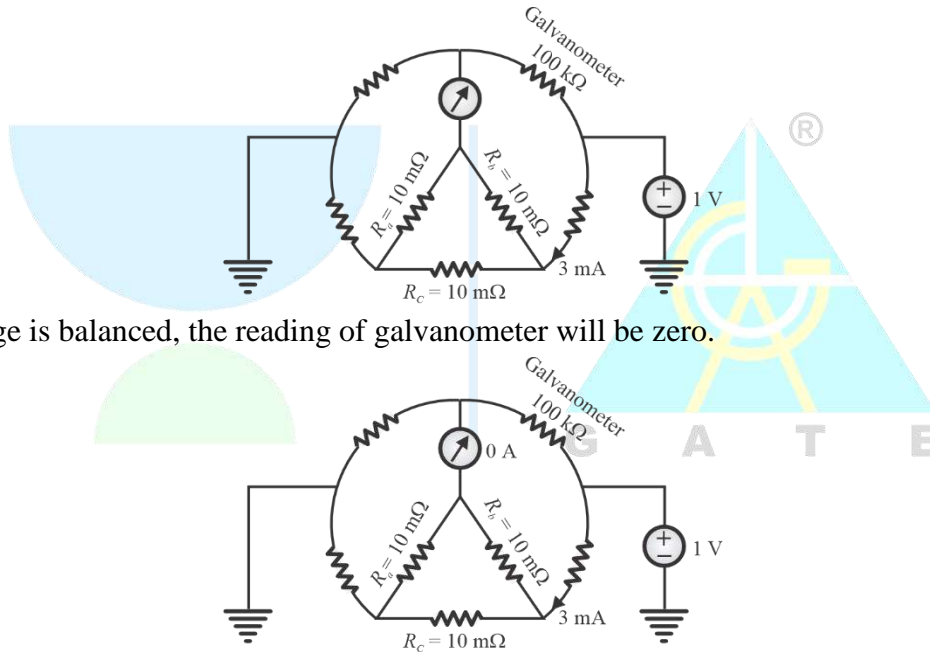 Galvanometer
100 kΩ
®
R_a = 10 mΩ
R_b = 10 mΩ
+
−
1 V
3 mA
R_C = 10 mΩ
ge is balanced, the reading of galvanometer will be zero.
Galvanometer
100 kΩ
G A T E
0 A
R_a = 10 mΩ
R_b = 10 mΩ
+
−
1 V
3 mA
R_C = 10 mΩ